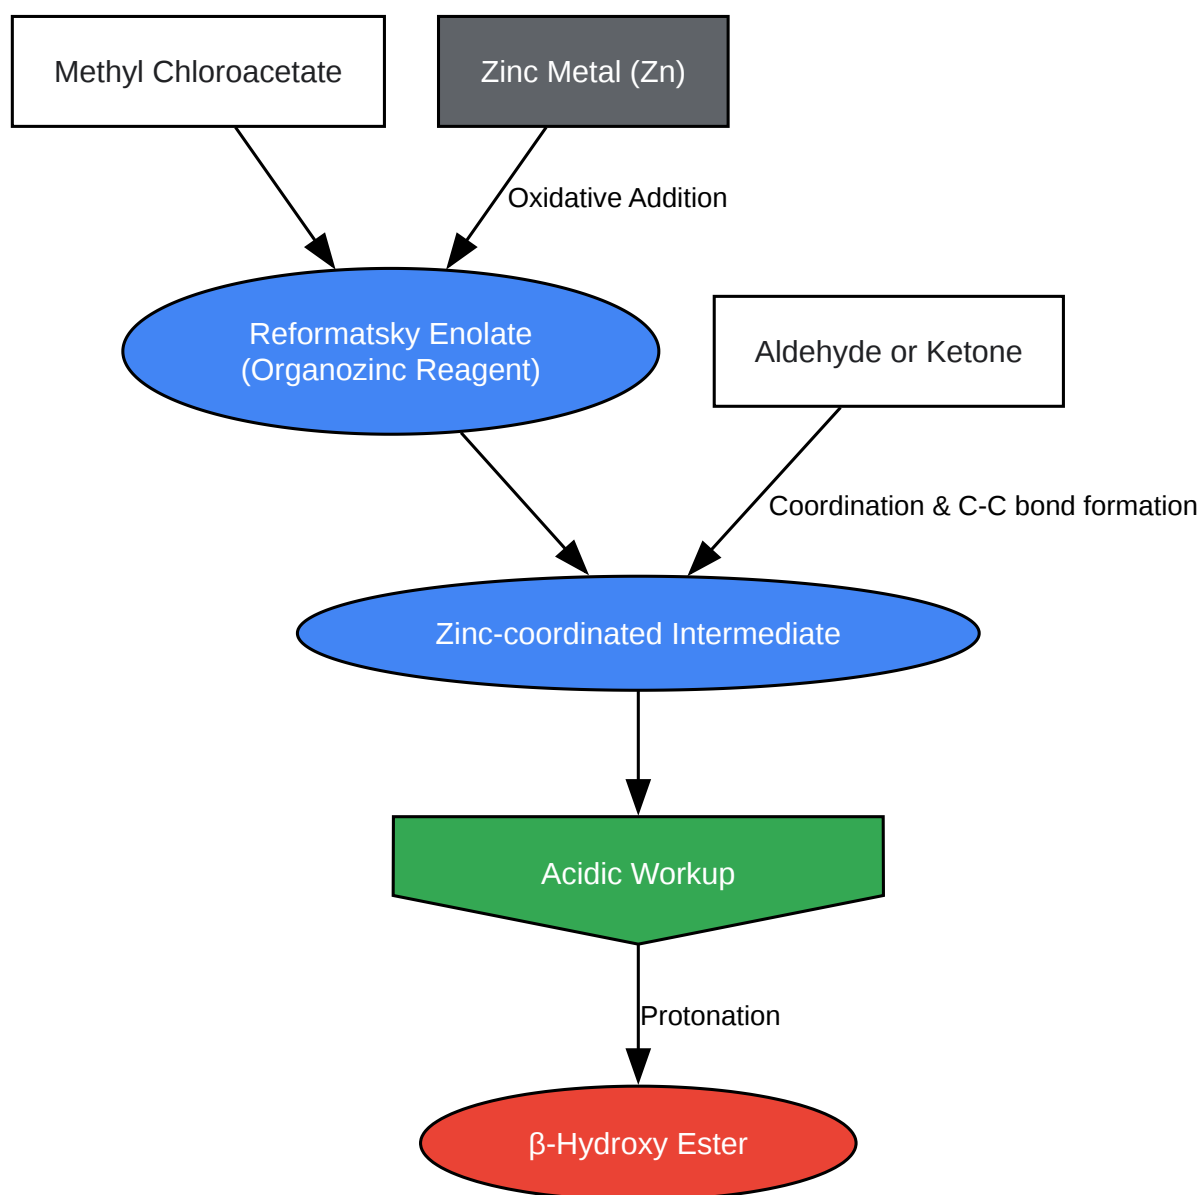 Methyl Chloroacetate
Zinc Metal (Zn)
Oxidative Addition
Reformatsky Enolate
(Organozinc Reagent)
Aldehyde or Ketone
Coordination & C-C bond formation
Zinc-coordinated Intermediate
Acidic Workup
Protonation
β-Hydroxy Ester